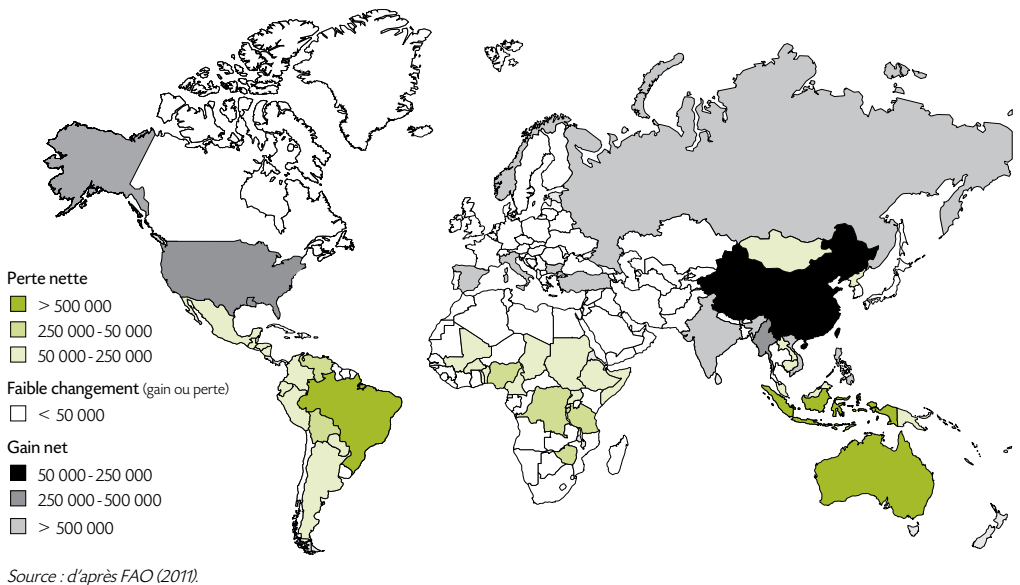 Perte nette
> 500 000
250 000-50 000
50 000-250 000
Faible changement (gain ou perte)
< 50 000
Gain net
50 000-250 000
250 000-500 000
> 500 000
Source : d'après FAO (2011).